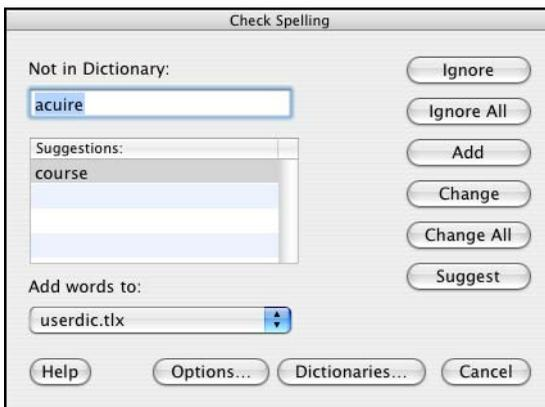 Check Spelling
Not in Dictionary:
acuire
Suggestions:
course
Add words to:
userdic.tlx
Ignore
Ignore All
Add
Change
Change All
Suggest
Help
Options...
Dictionaries...
Cancel